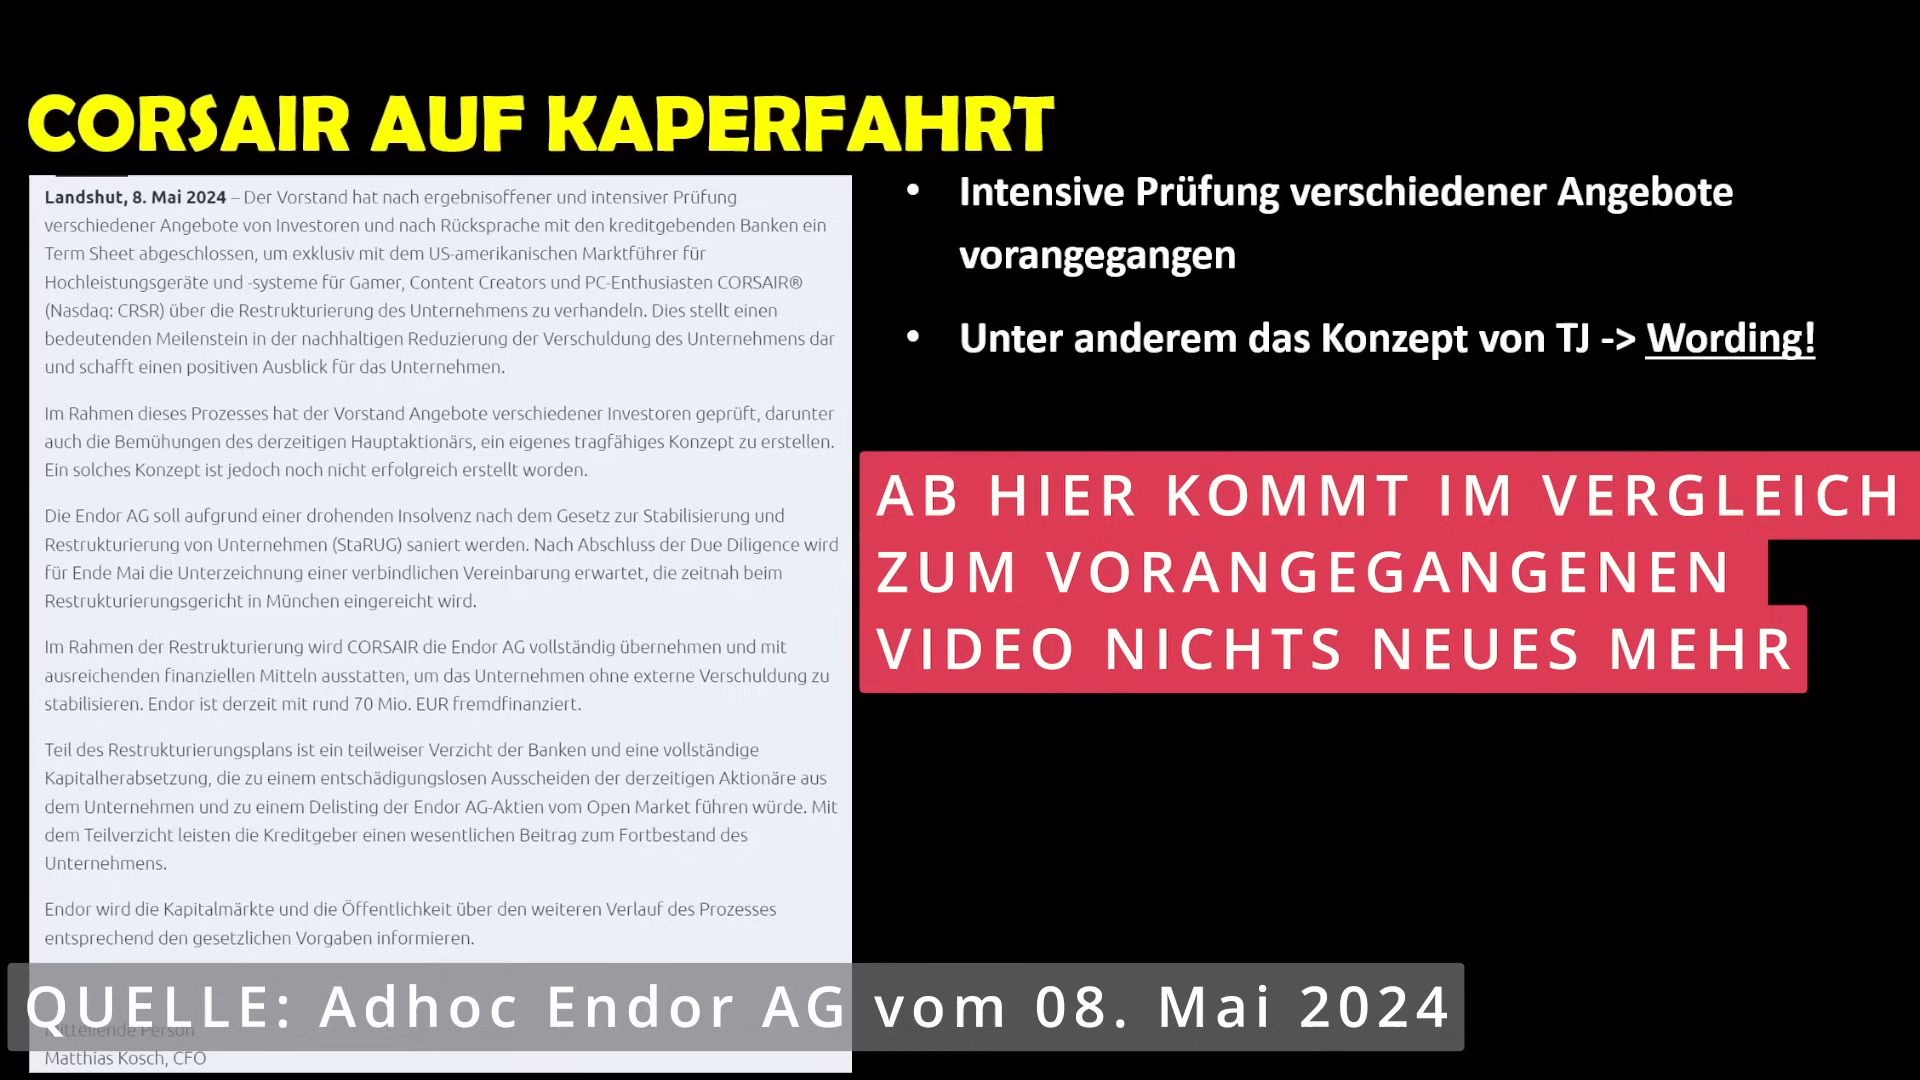 CORSAIR AUF KAPERFAHRT
Landshut, 8. Mai 2024 – Der Vorstand hat nach ergebnisoffener und intensiver Prüfung
verschiedener Angebote von Investoren und nach Rücksprache mit den kreditgebenden Banken ein
Term Sheet abgeschlossen, um exklusiv mit dem US-amerikanischen Marktführer für
Hochleistungsgeräte und -systeme für Gamer, Content Creators und PC-Enthusiasten CORSAIR®
(Nasdaq: CRSR) über die Restrukturierung des Unternehmens zu verhandeln. Dies stellt einen
bedeutenden Meilenstein in der nachhaltigen Reduzierung der Verschuldung des Unternehmens dar
und schafft einen positiven Ausblick für das Unternehmen.
Im Rahmen dieses Prozesses hat der Vorstand Angebote verschiedener Investoren geprüft, darunter
auch die Bemühungen des derzeitigen Hauptaktionärs, ein eigenes tragfähiges Konzept zu erstellen.
Ein solches Konzept ist jedoch noch nicht erfolgreich erstellt worden.
Die Endor AG soll aufgrund einer drohenden Insolvenz nach dem Gesetz zur Stabilisierung und
Restrukturierung von Unternehmen (StaRUG) saniert werden. Nach Abschluss der Due Diligence wird
für Ende Mai die Unterzeichnung einer verbindlichen Vereinbarung erwartet, die zeitnah beim
Restrukturierungsgericht in München eingereicht wird.
Im Rahmen der Restrukturierung wird CORSAIR die Endor AG vollständig übernehmen und mit
ausreichenden finanziellen Mitteln ausstatten, um das Unternehmen ohne externe Verschuldung zu
stabilisieren. Endor ist derzeit mit rund 70 Mio. EUR fremdfinanziert.
Teil des Restrukturierungsplans ist ein teilweiser Verzicht der Banken und eine vollständige
Kapitalherabsetzung, die zu einem entschädigungslosen Ausscheiden der derzeitigen Aktionäre aus
dem Unternehmen und zu einem Delisting der Endor AG-Aktien vom Open Market führen würde. Mit
dem Teilverzicht leisten die Kreditgeber einen wesentlichen Beitrag zum Fortbestand des
Unternehmens.
Endor wird die Kapitalmärkte und die Öffentlichkeit über den weiteren Verlauf des Prozesses
entsprechend den gesetzlichen Vorgaben informieren.
Mitteilende Person
Matthias Kosch, CFO
• Intensive Prüfung verschiedener Angebote
vorangegangen
• Unter anderem das Konzept von TJ -> Wording!
AB HIER KOMMT IM VERGLEICH
ZUM VORANGEGANGENEN
VIDEO NICHTS NEUES MEHR
QUELLE: Adhoc Endor AG vom 08. Mai 2024